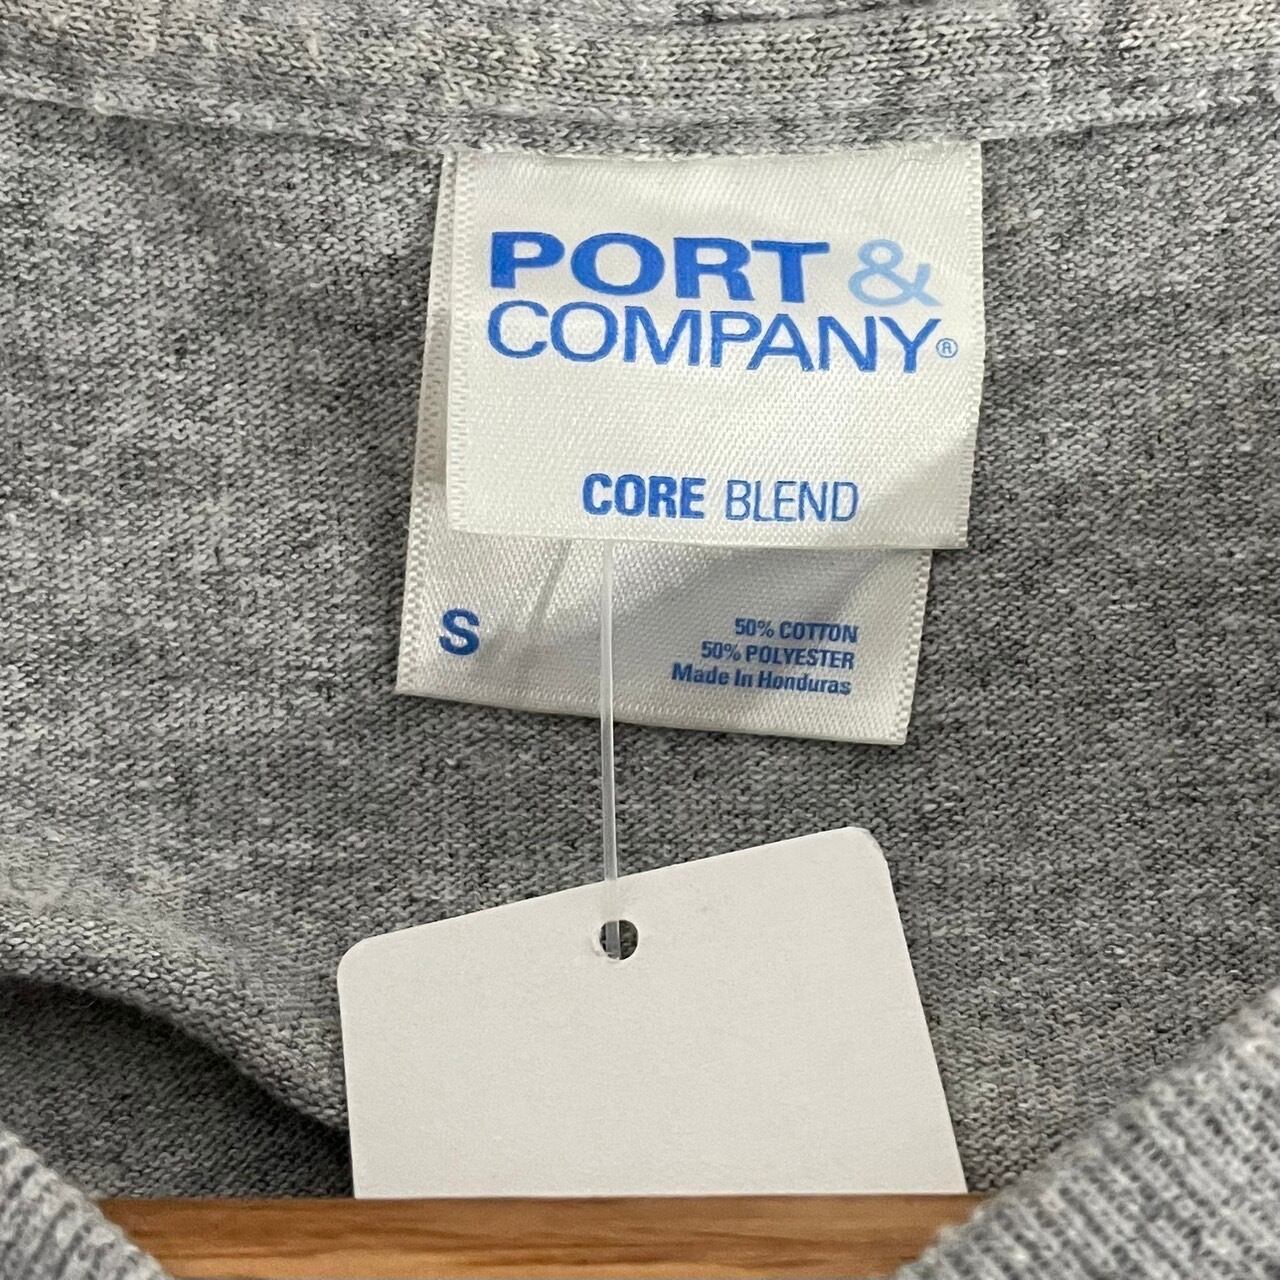 PORT &
COMPANY®
CORE BLEND
S
50% COTTON
50% POLYESTER
Made In Honduras